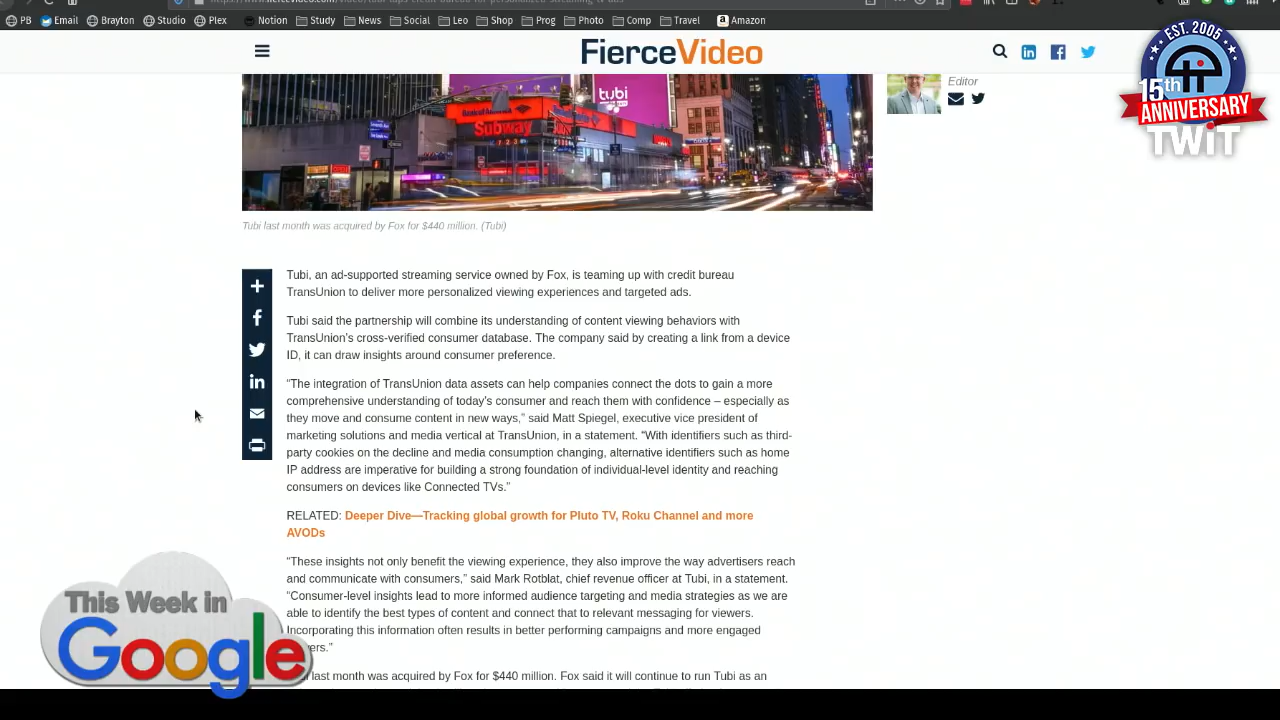 PB Email Brayton Studio Plex Notion Study News Social Leo Shop Prog Photo Comp Travel Amazon
FierceVideo
EST. 2005
15th
ANNIVERSARY
TWiT
tubi
Bank of America
Subway
Editor
Tubi last month was acquired by Fox for $440 million. (Tubi)
Tubi, an ad-supported streaming service owned by Fox, is teaming up with credit bureau
TransUnion to deliver more personalized viewing experiences and targeted ads.
Tubi said the partnership will combine its understanding of content viewing behaviors with
TransUnion's cross-verified consumer database. The company said by creating a link from a device
ID, it can draw insights around consumer preference.
“The integration of TransUnion data assets can help companies connect the dots to gain a more
comprehensive understanding of today's consumer and reach them with confidence – especially as
they move and consume content in new ways,” said Matt Spiegel, executive vice president of
marketing solutions and media vertical at TransUnion, in a statement. “With identifiers such as third-
party cookies on the decline and media consumption changing, alternative identifiers such as home
IP address are imperative for building a strong foundation of individual-level identity and reaching
consumers on devices like Connected TVs.”
RELATED: Deeper Dive—Tracking global growth for Pluto TV, Roku Channel and more
AVODs
“These insights not only benefit the viewing experience, they also improve the way advertisers reach
and communicate with consumers,” said Mark Rotblat, chief revenue officer at Tubi, in a statement.
“Consumer-level insights lead to more informed audience targeting and media strategies as we are
able to identify the best types of content and connect that to relevant messaging for viewers.
Incorporating this information often results in better performing campaigns and more engaged
last month was acquired by Fox for $440 million. Fox said it will continue to run Tubi as an
This Week in
Google